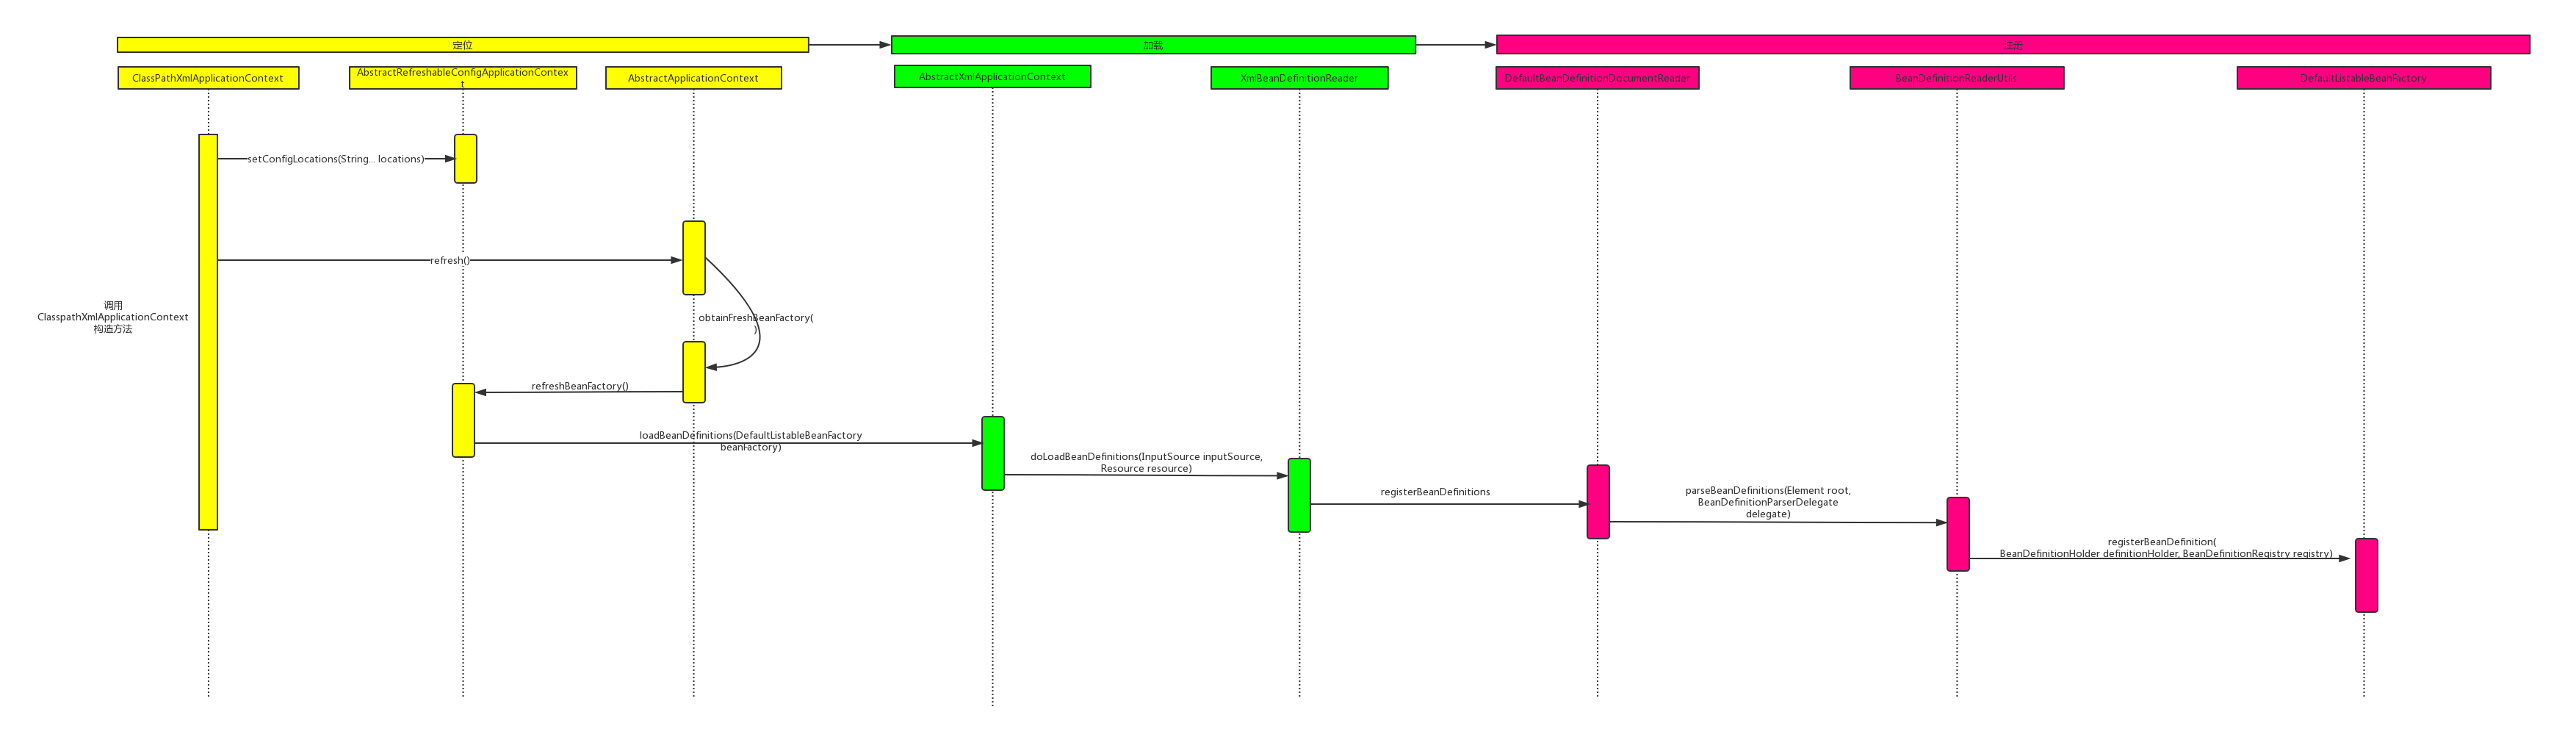 定位
加载
注册
ClassPathXmlApplicationContext
AbstractRefreshableConfigApplicationContex
t
AbstractApplicationContext
AbstractXmlApplicationContext
XmlBeanDefinitionReader
DefaultBeanDefinitionDocumentReader
BeanDefinitionReaderUtils
DefaultListableBeanFactory
setConfigLocations(String... locations)
refresh()
调用
ClasspathXmlApplicationContext
构造方法
obtainFreshBeanFactory(
)
refreshBeanFactory()
loadBeanDefinitions(DefaultListableBeanFactory
beanFactory)
doLoadBeanDefinitions(InputSource inputSource,
Resource resource)
registerBeanDefinitions
parseBeanDefinitions(Element root,
BeanDefinitionParserDelegate
delegate)
registerBeanDefinition(
BeanDefinitionHolder definitionHolder, BeanDefinitionRegistry registry)